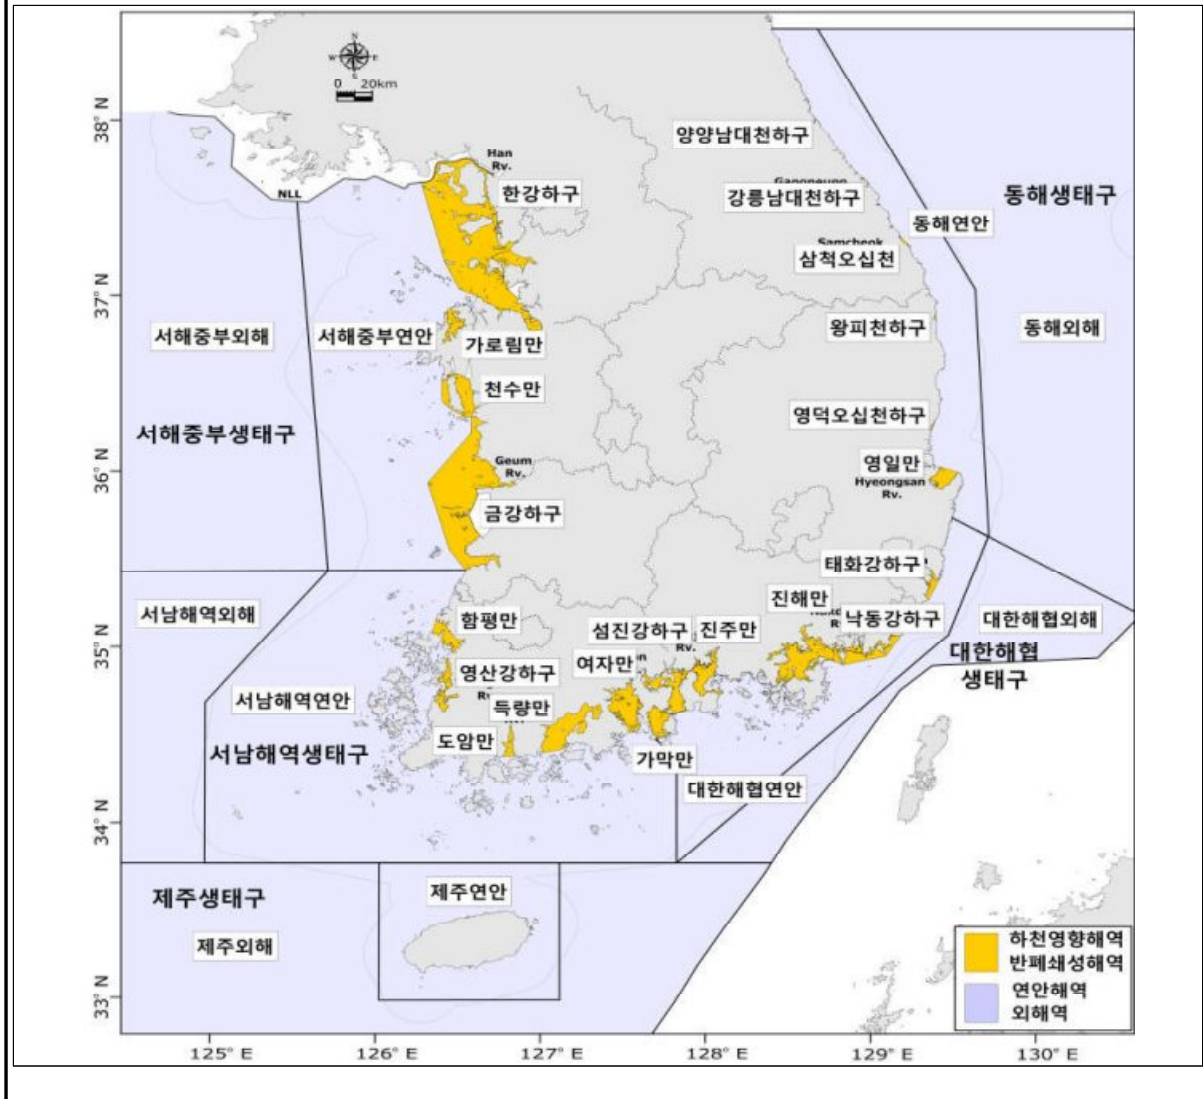 N
W E
S
0 20km
38° N
37° N
36° N
35° N
34° N
33° N
양양남대천하구
Han
Rv.
한강하구
NLL
강릉남대천하구
동해생태구
동해연안
Samcheok
삼척오십천
서해중부외해
서해중부연안
가로림만
왕피천하구
동해외해
천수만
영덕오십천하구
서해중부생태구
영일만
Hyeongsan
Rv.
Geum
Rv.
금강하구
태화강하구
진해만
낙동강하구
서남해역외해
함평만
섬진강하구
Rv.
진주만
대한해협외해
대한해협
생태구
여자만
영산강하구
서남해역연안
득량만
도암만
서남해역생태구
가막만
대한해협연안
제주생태구
제주연안
제주외해
하천영향해역
반폐쇄성해역
연안해역
외해역
125° E
126° E
127° E
128° E
129° E
130° E